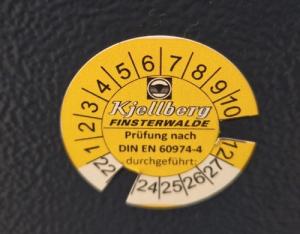 1 2 3 4 5 6 7 8 9 10 12
Kjellberg
FINSTERWALDE
Prüfung nach
DIN EN 60974-4
durchgeführt:
22 24 25 26 27